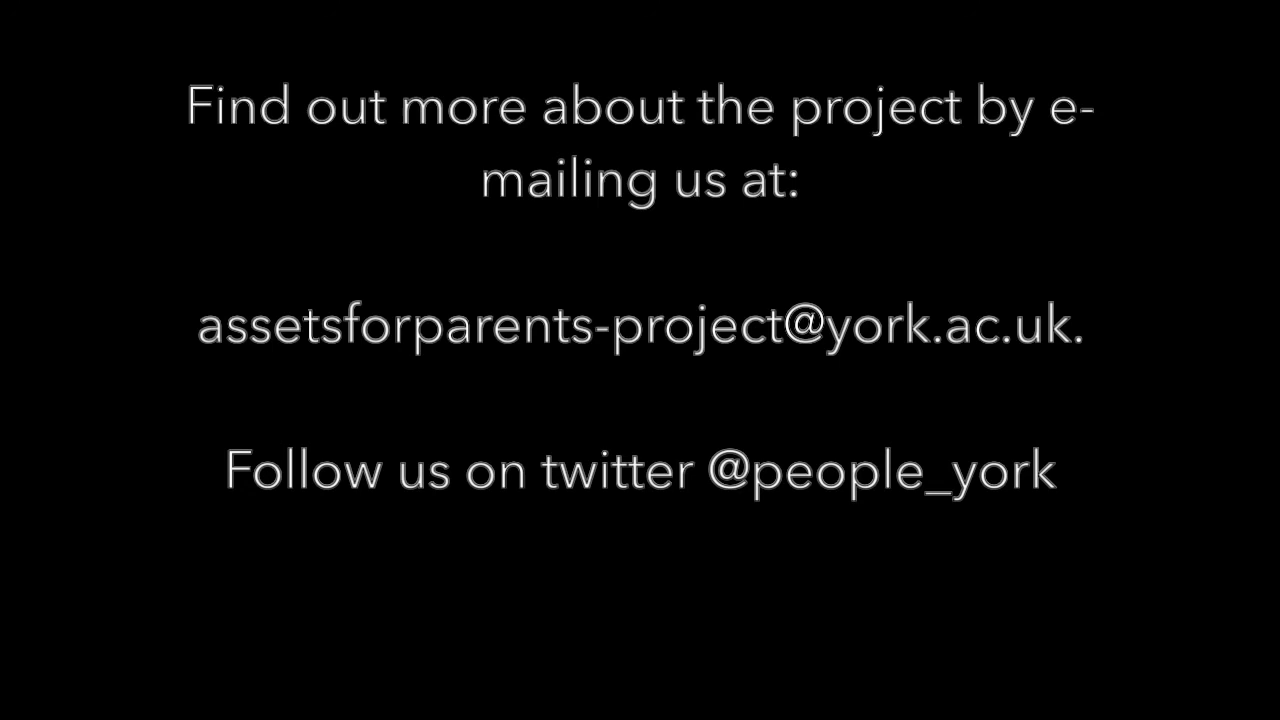 Find out more about the project by e-
mailing us at:
assetsforparents-project@york.ac.uk.
Follow us on twitter @people_york